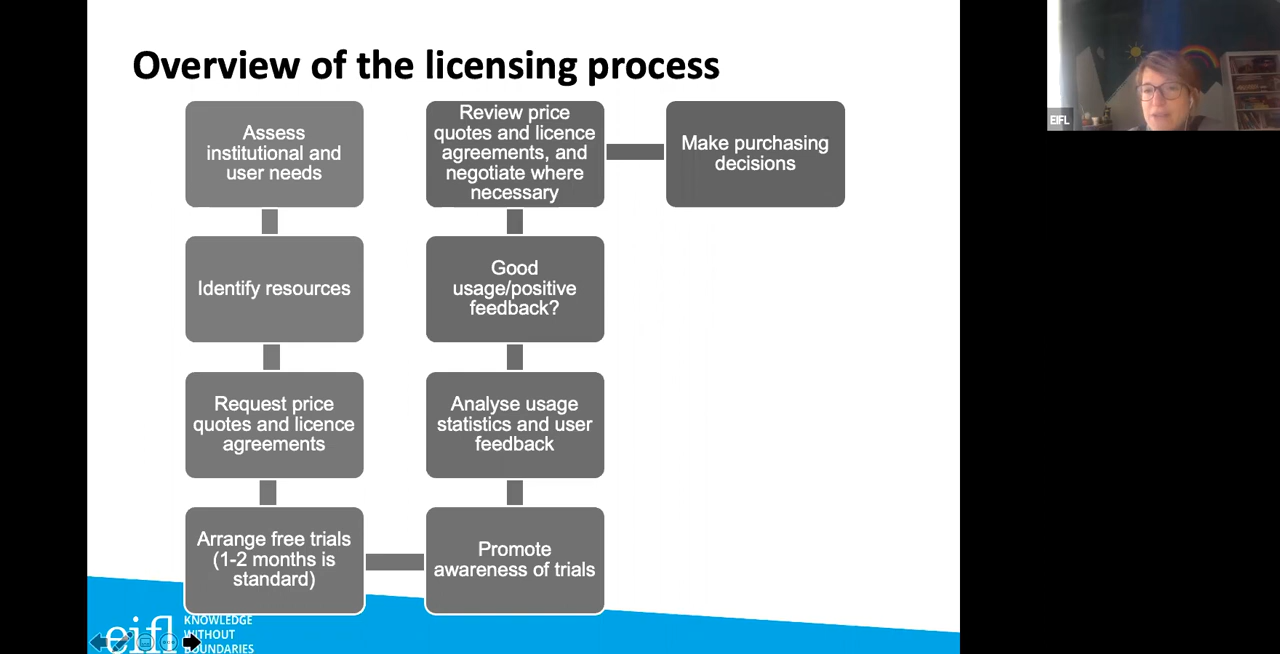 Overview of the licensing process
Assess
institutional and
user needs
Identify resources
Request price
quotes and licence
agreements
Arrange free trials
(1-2 months is
standard)
Promote
awareness of trials
Analyse usage
statistics and user
feedback
Good
usage/positive
feedback?
Review price
quotes and licence
agreements, and
negotiate where
necessary
Make purchasing
decisions
eifl
KNOWLEDGE
WITHOUT
BOUNDARIES
EIFL